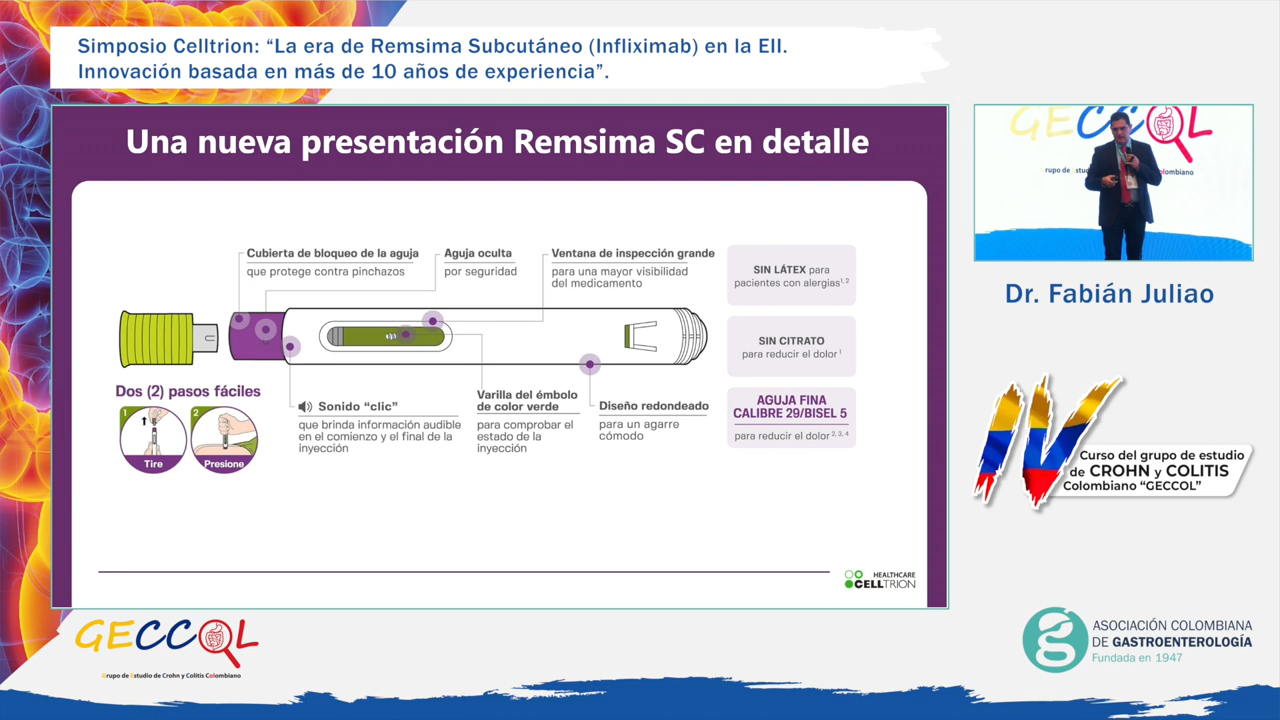 Simposio Celltrion: “La era de Remsima Subcutáneo (Infliximab) en la EII.
Innovación basada en más de 10 años de experiencia”.
Una nueva presentación Remsima SC en detalle
Cubierta de bloqueo de la aguja
que protege contra pinchazos
Aguja oculta
por seguridad
Ventana de inspección grande
para una mayor visibilidad
del medicamento
SIN LÁTEX para
pacientes con alergias1, 2
SIN CITRATO
para reducir el dolor1
AGUJA FINA
CALIBRE 29/BISEL 5
para reducir el dolor2, 3, 4
Dos (2) pasos fáciles
1
Tire
2
Presione
Sonido “clic”
que brinda información audible
en el comienzo y el final de la
inyección
Varilla del émbolo
de color verde
para comprobar el
estado de la
inyección
Diseño redondeado
para un agarre
cómodo
HEALTHCARE
CELLTRION
GECCOL
Dr. Fabián Juliao
IV
Curso del grupo de estudio
de CROHN y COLITIS
Colombiano “GECCOL”
GECCOL
Grupo de Estudio de Crohn y Colitis Colombiano
ASOCIACIÓN COLOMBIANA
DE GASTROENTEROLOGÍA
Fundada en 1947